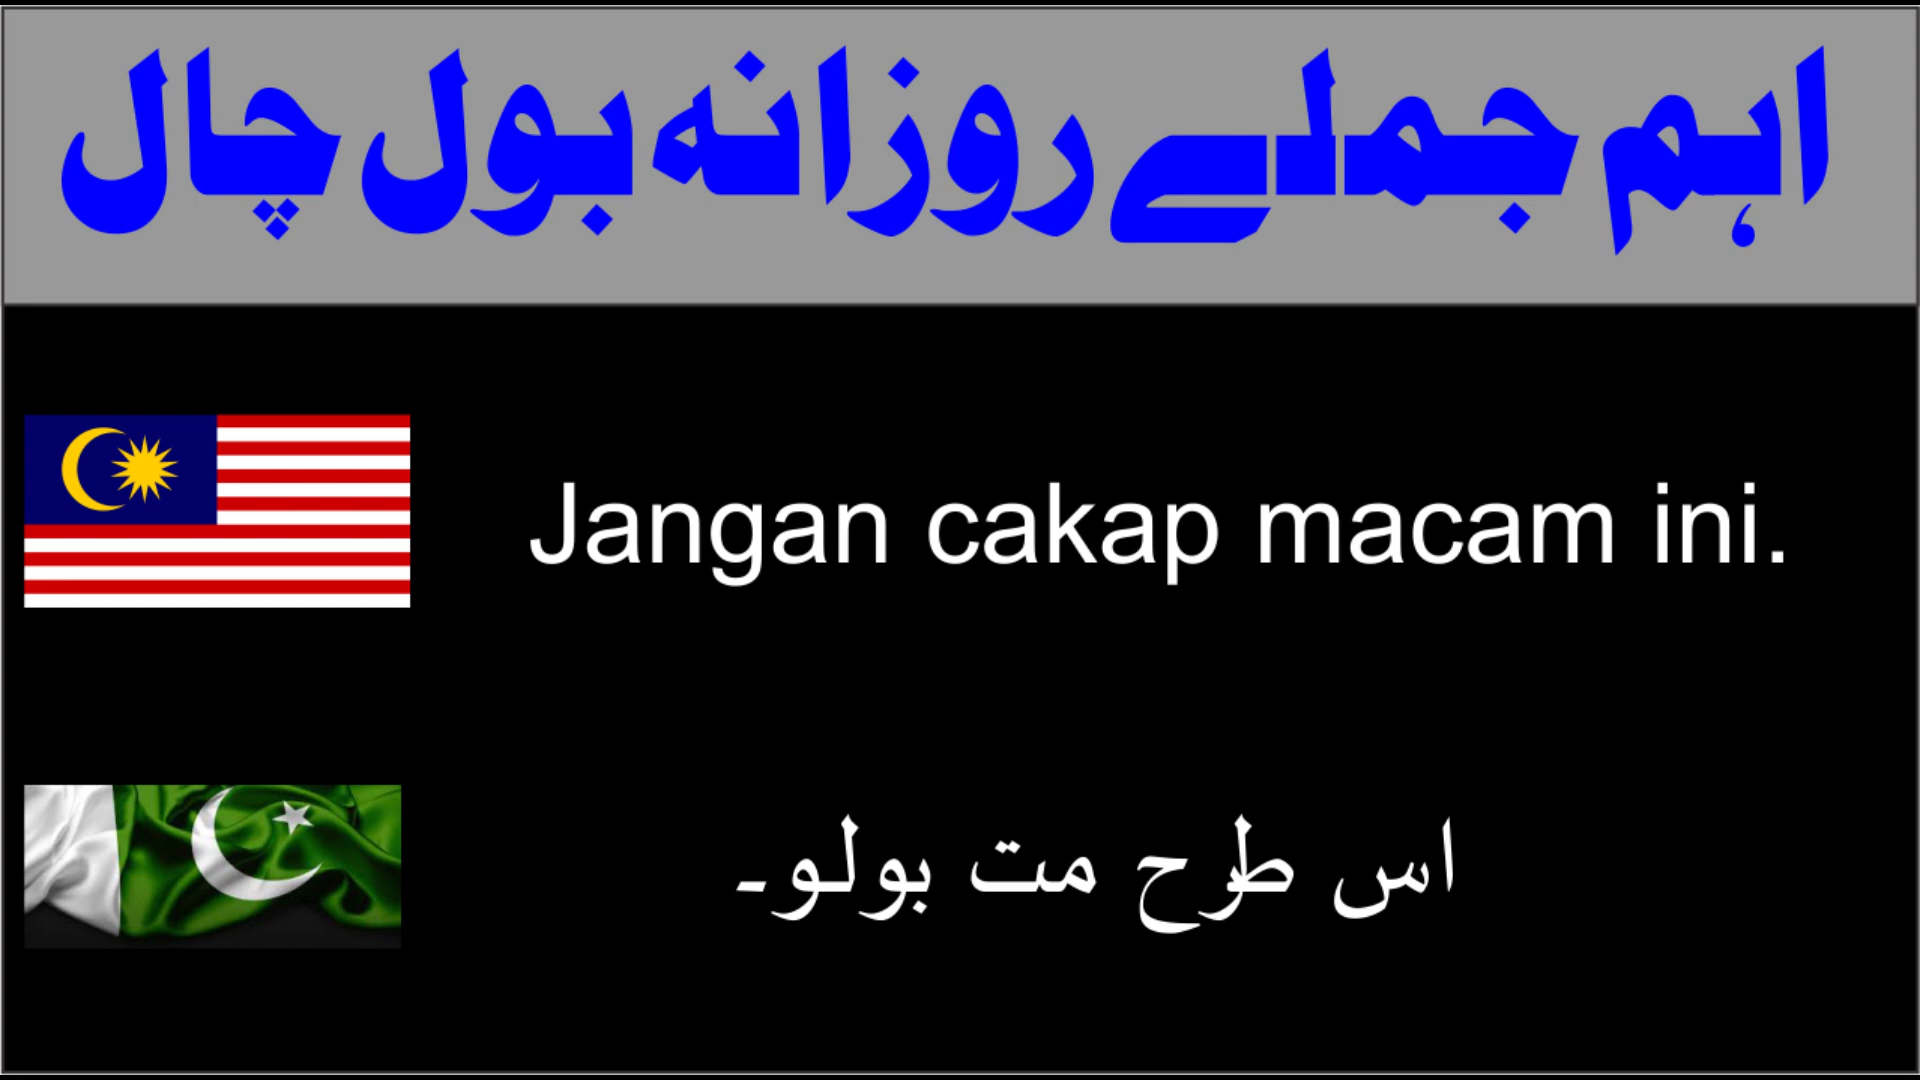 اہم جملے روزانہ بول چال
Jangan cakap macam ini.
اس طرح مت بولو۔